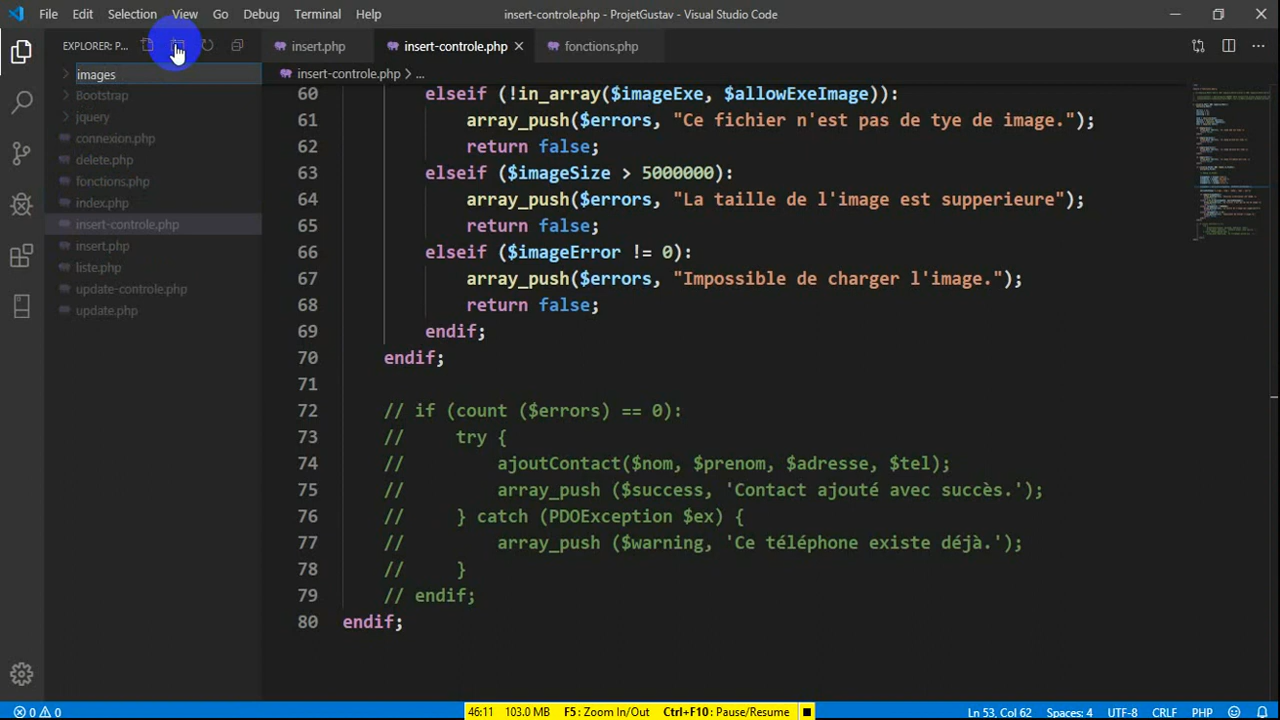 File Edit Selection View Go Debug Terminal Help
insert-controle.php - ProjetGustav - Visual Studio Code
EXPLORER: P...
images
Bootstrap
jquery
connexion.php
delete.php
fonctions.php
index.php
insert-controle.php
insert.php
liste.php
update-controle.php
update.php
insert.php insert-controle.php fonctions.php
insert-controle.php > ...
60 elseif (!in_array($imageExe, $allowExeImage)):
61 array_push($errors, "Ce fichier n'est pas de tye de image.");
62 return false;
63 elseif ($imageSize > 5000000):
64 array_push($errors, "La taille de l'image est supperieure");
65 return false;
66 elseif ($imageError != 0):
67 array_push($errors, "Impossible de charger l'image.");
68 return false;
69 endif;
70 endif;
71
72 // if (count ($errors) == 0):
73 // try {
74 // ajoutContact($nom, $prenom, $adresse, $tel);
75 // array_push ($success, 'Contact ajouté avec succès.');
76 // } catch (PDOException $ex) {
77 // array_push ($warning, 'Ce téléphone existe déjà.');
78 // }
79 // endif;
80 endif;
0 0
46:11 103.0 MB F5: Zoom In/Out Ctrl+F10: Pause/Resume
Ln 53, Col 62 Spaces: 4 UTF-8 CRLF PHP